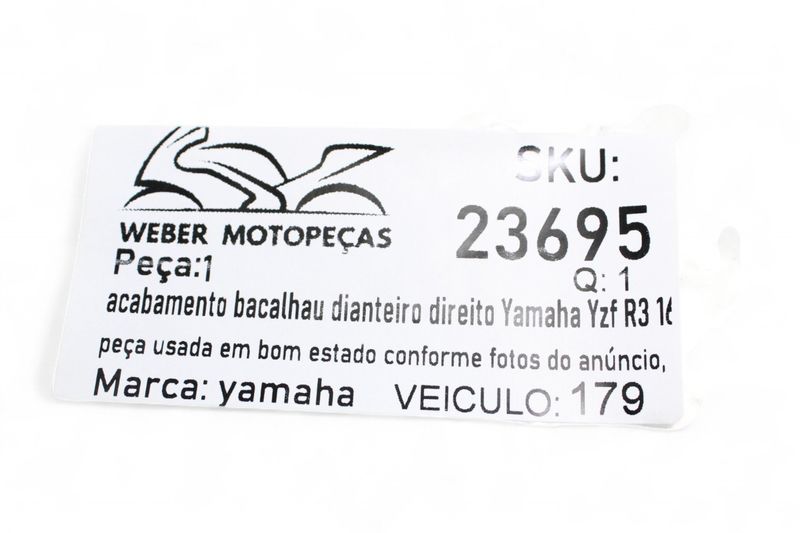 WEBER MOTOPEÇAS
SKU:
23695
Peça:1
Q: 1
acabamento bacalhau dianteiro direito Yamaha Yzf R3 16
peça usada em bom estado conforme fotos do anúncio,
Marca: yamaha
VEICULO: 179